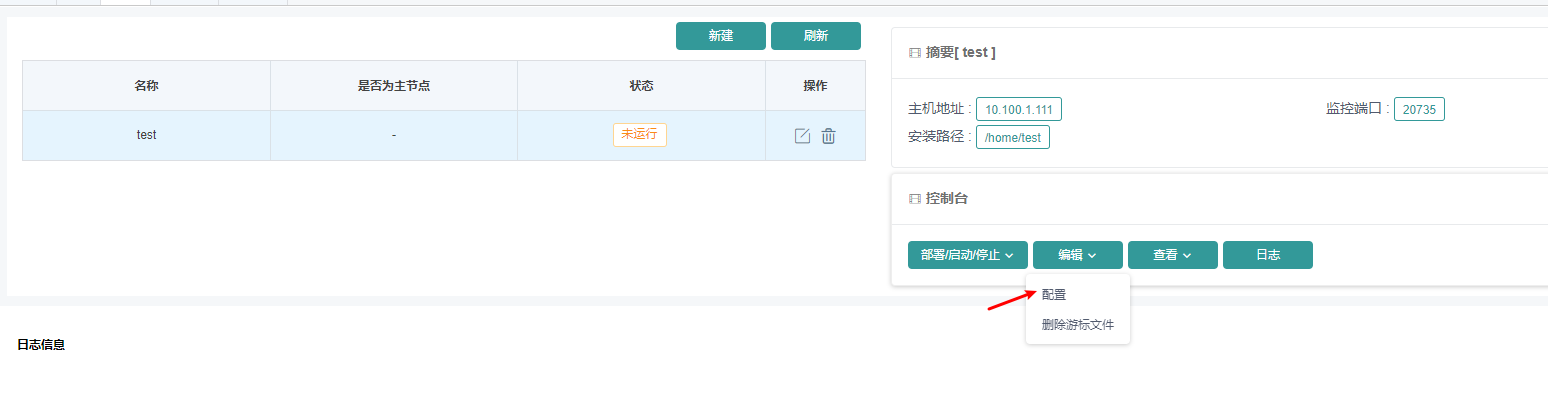 新建 刷新
名称 是否为主节点 状态 操作
test - 未运行
摘要[ test ]
主机地址 : 10.100.1.111 监控端口 : 20735
安装路径 : /home/test
控制台
部署/启动/停止 编辑 查看 日志
配置
删除游标文件
日志信息